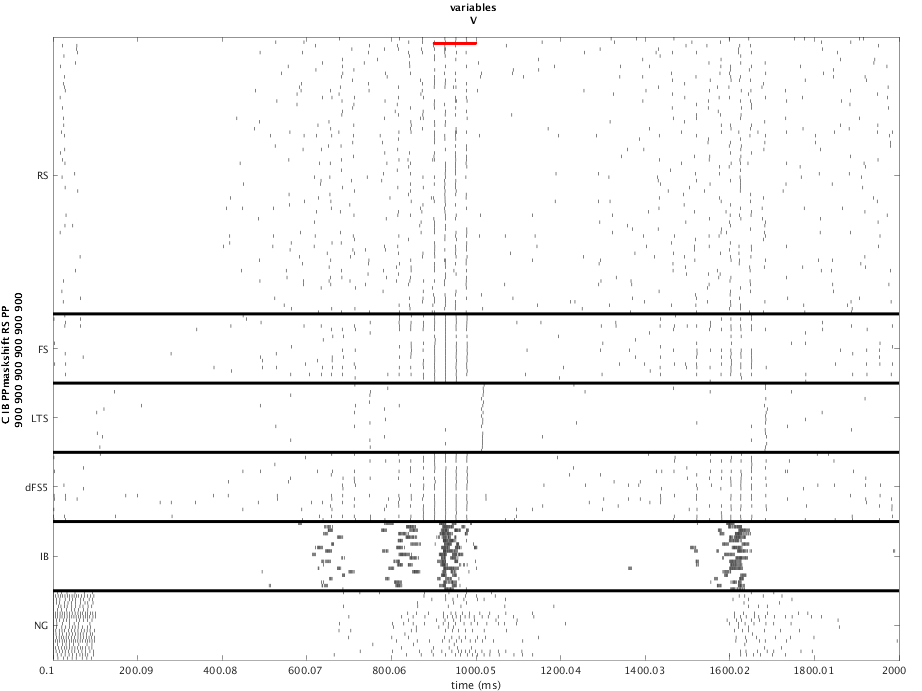 variables
V
C IB PPmaskshift RS PP
900 900 900 900 900 900 900
RS
FS
LTS
dFS5
IB
NG
0.1 200.09 400.08 600.07 800.06 1000.05 1200.04 1400.03 1600.02 1800.01 2000
time (ms)